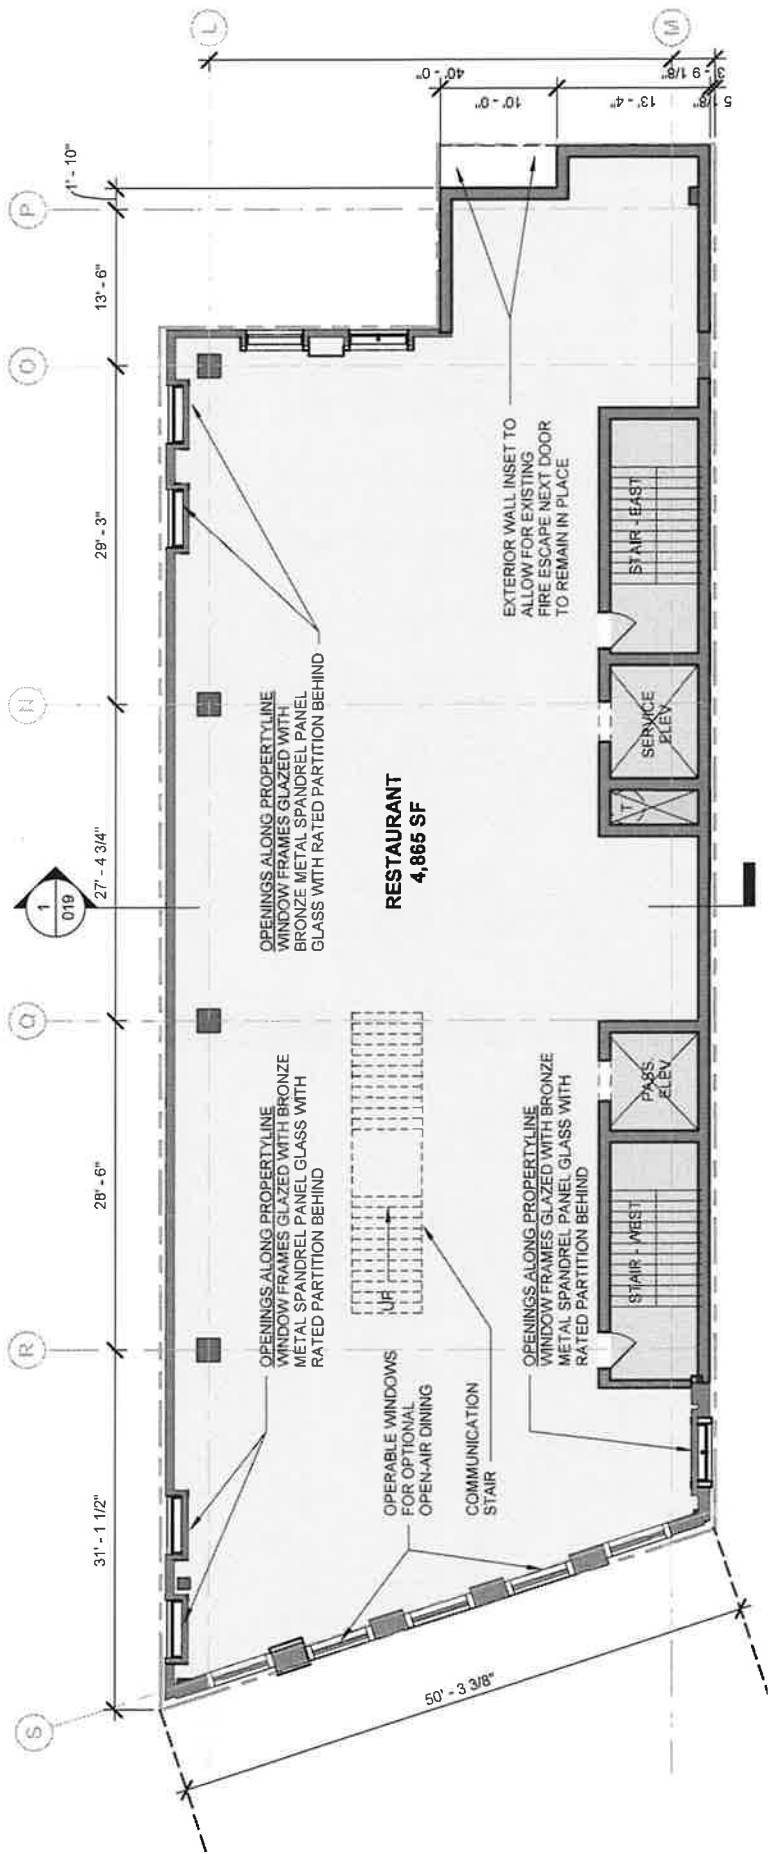 S
R
Q
N
O
P
L
M
31' - 1 1/2"
28' - 6"
27' - 4 3/4"
29' - 3"
13' - 6"
1' - 10"
1
019
40' - 0"
10' - 0"
13' - 4"
3' - 9 1/8"
5 1/8"
50' - 3 3/8"
OPENINGS ALONG PROPERTYLINE
WINDOW FRAMES GLAZED WITH BRONZE
METAL SPANDREL PANEL GLASS WITH
RATED PARTITION BEHIND
OPENINGS ALONG PROPERTYLINE
WINDOW FRAMES GLAZED WITH
BRONZE METAL SPANDREL PANEL
GLASS WITH RATED PARTITION BEHIND
RESTAURANT
4,865 SF
UP
OPERABLE WINDOWS
FOR OPTIONAL
OPEN-AIR DINING
COMMUNICATION
STAIR
OPENINGS ALONG PROPERTYLINE
WINDOW FRAMES GLAZED WITH BRONZE
METAL SPANDREL PANEL GLASS WITH
RATED PARTITION BEHIND
EXTERIOR WALL INSET TO
ALLOW FOR EXISTING
FIRE ESCAPE NEXT DOOR
TO REMAIN IN PLACE
STAIR - WEST
PASS.
ELEV
T
SERVICE
ELEV.
STAIR - EAST